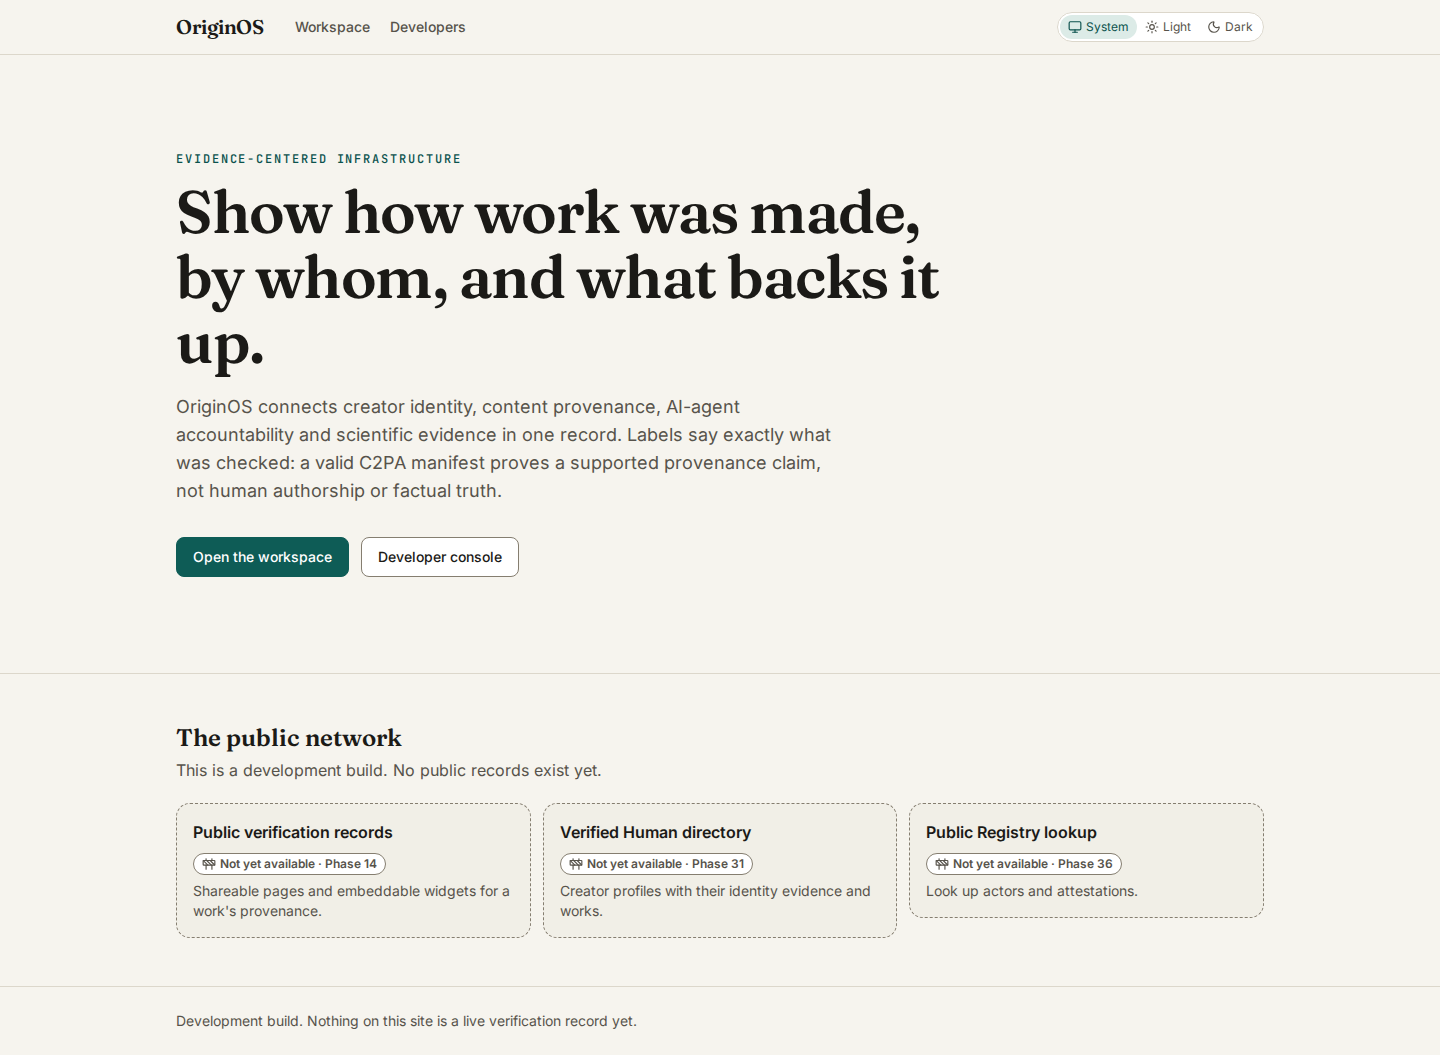 OriginOS
Workspace
Developers
System
Light
Dark
EVIDENCE-CENTERED INFRASTRUCTURE
Show how work was made,
by whom, and what backs it
up.
OriginOS connects creator identity, content provenance, AI-agent
accountability and scientific evidence in one record. Labels say exactly what
was checked: a valid C2PA manifest proves a supported provenance claim,
not human authorship or factual truth.
Open the workspace
Developer console
The public network
This is a development build. No public records exist yet.
Public verification records
Not yet available · Phase 14
Shareable pages and embeddable widgets for a
work's provenance.
Verified Human directory
Not yet available · Phase 31
Creator profiles with their identity evidence and
works.
Public Registry lookup
Not yet available · Phase 36
Look up actors and attestations.
Development build. Nothing on this site is a live verification record yet.